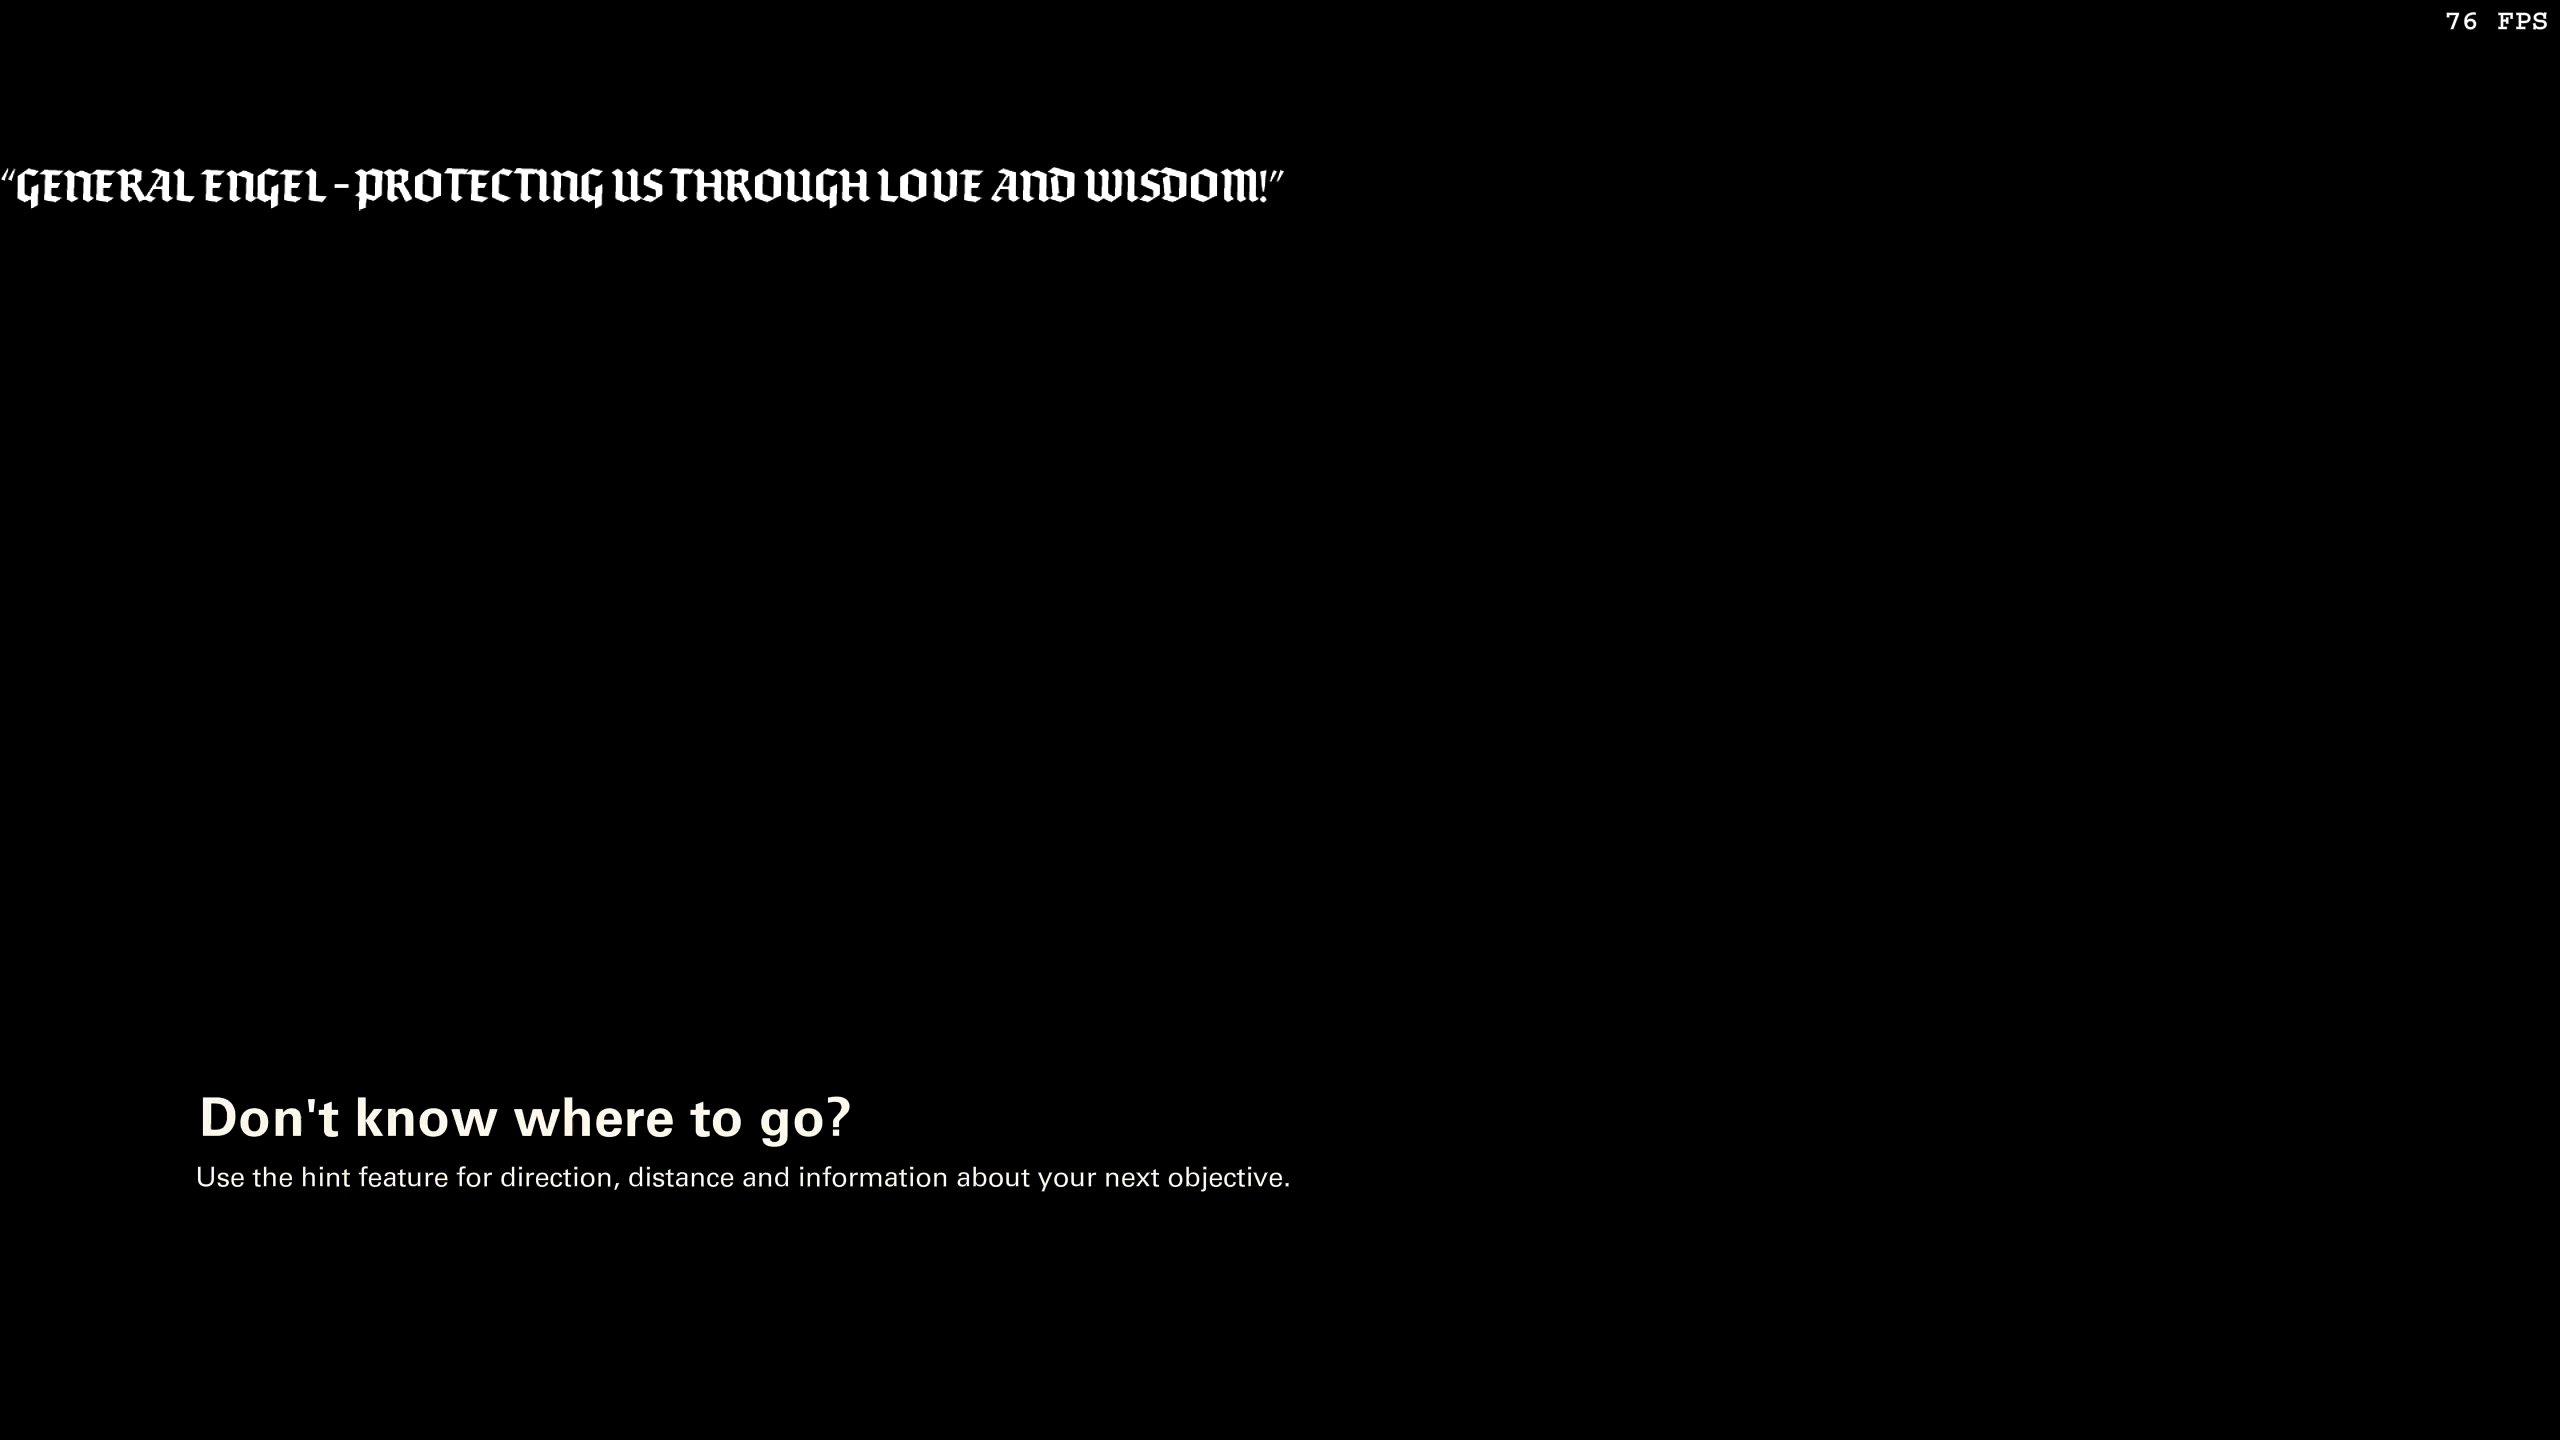 76 FPS
“GENERAL ENGEL - PROTECTING US THROUGH LOVE AND WISDOM!”
Don't know where to go?
Use the hint feature for direction, distance and information about your next objective.